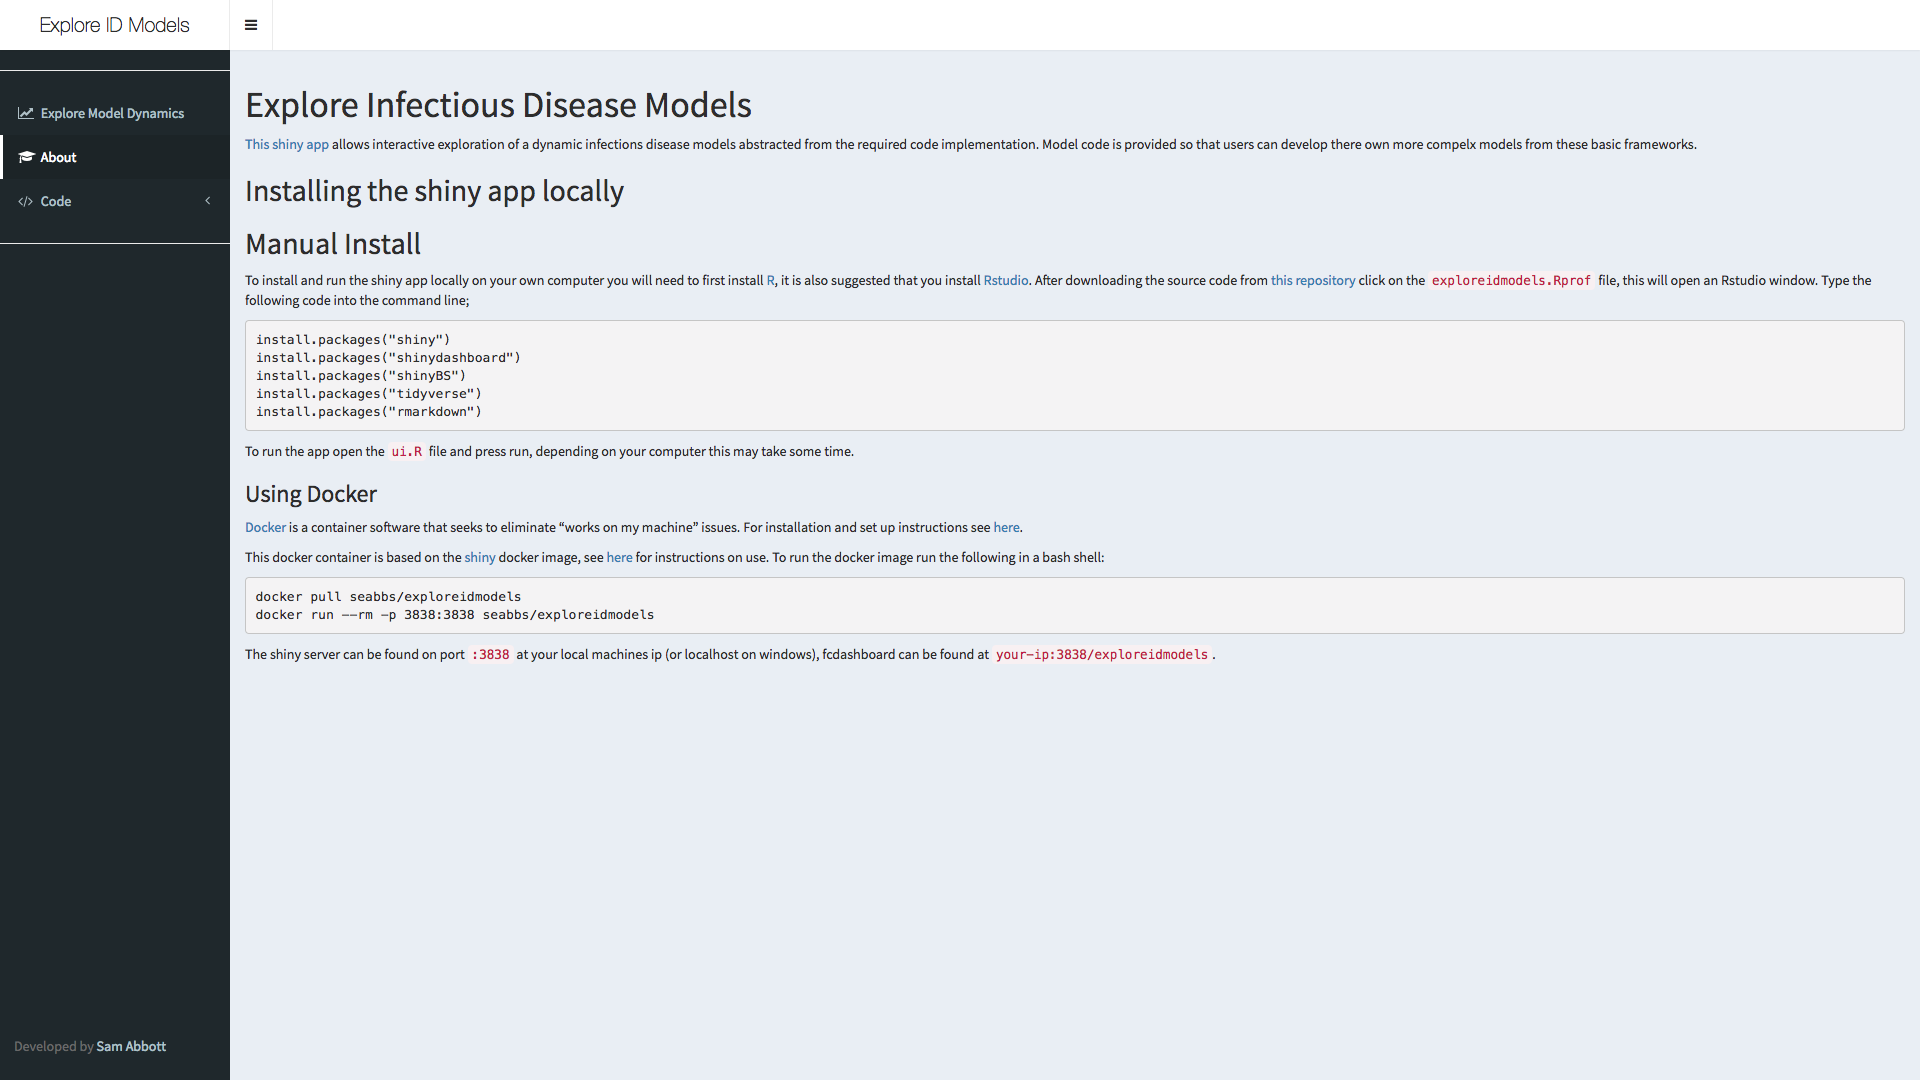 Explore ID Models
Explore Model Dynamics
About
Code
Developed by Sam Abbott
Explore Infectious Disease Models
This shiny app allows interactive exploration of a dynamic infections disease models abstracted from the required code implementation. Model code is provided so that users can develop there own more compelx models from these basic frameworks.
Installing the shiny app locally
Manual Install
To install and run the shiny app locally on your own computer you will need to first install R, it is also suggested that you install Rstudio. After downloading the source code from this repository click on the exploreidmodels.Rprof file, this will open an Rstudio window. Type the
following code into the command line;
install.packages("shiny")
install.packages("shinydashboard")
install.packages("shinyBS")
install.packages("tidyverse")
install.packages("rmarkdown")
To run the app open the ui.R file and press run, depending on your computer this may take some time.
Using Docker
Docker is a container software that seeks to eliminate “works on my machine” issues. For installation and set up instructions see here.
This docker container is based on the shiny docker image, see here for instructions on use. To run the docker image run the following in a bash shell:
docker pull seabbs/exploreidmodels
docker run --rm -p 3838:3838 seabbs/exploreidmodels
The shiny server can be found on port :3838 at your local machines ip (or localhost on windows), fcdashboard can be found at your-ip:3838/exploreidmodels.